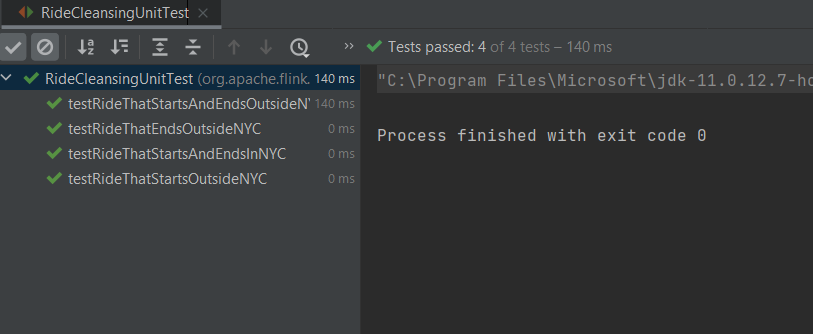 RideCleansingUnitTest
Tests passed: 4 of 4 tests – 140 ms
RideCleansingUnitTest (org.apache.flink. 140 ms
testRideThatStartsAndEndsOutsideN 140 ms
testRideThatEndsOutsideNYC 0 ms
testRideThatStartsAndEndsInNYC 0 ms
testRideThatStartsOutsideNYC 0 ms
"C:\Program Files\Microsoft\jdk-11.0.12.7-ho
Process finished with exit code 0